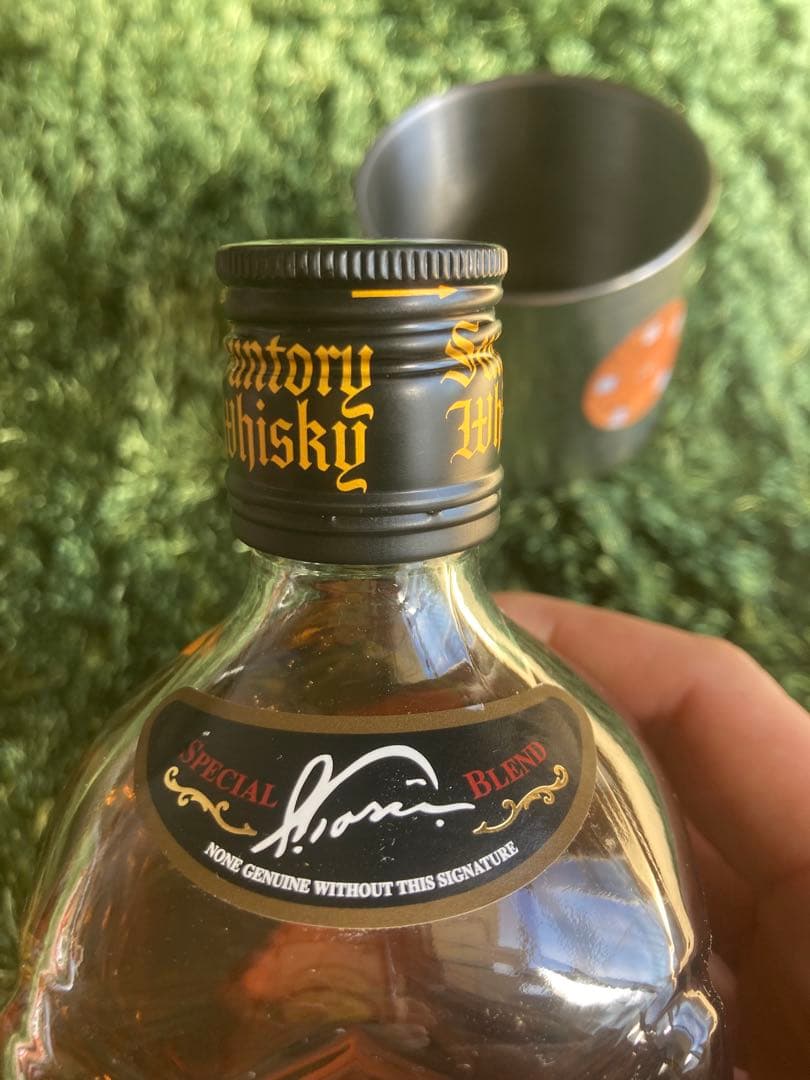 untory
Whisky
SPECIAL
BLEND
NONE GENUINE WITHOUT THIS SIGNATURE